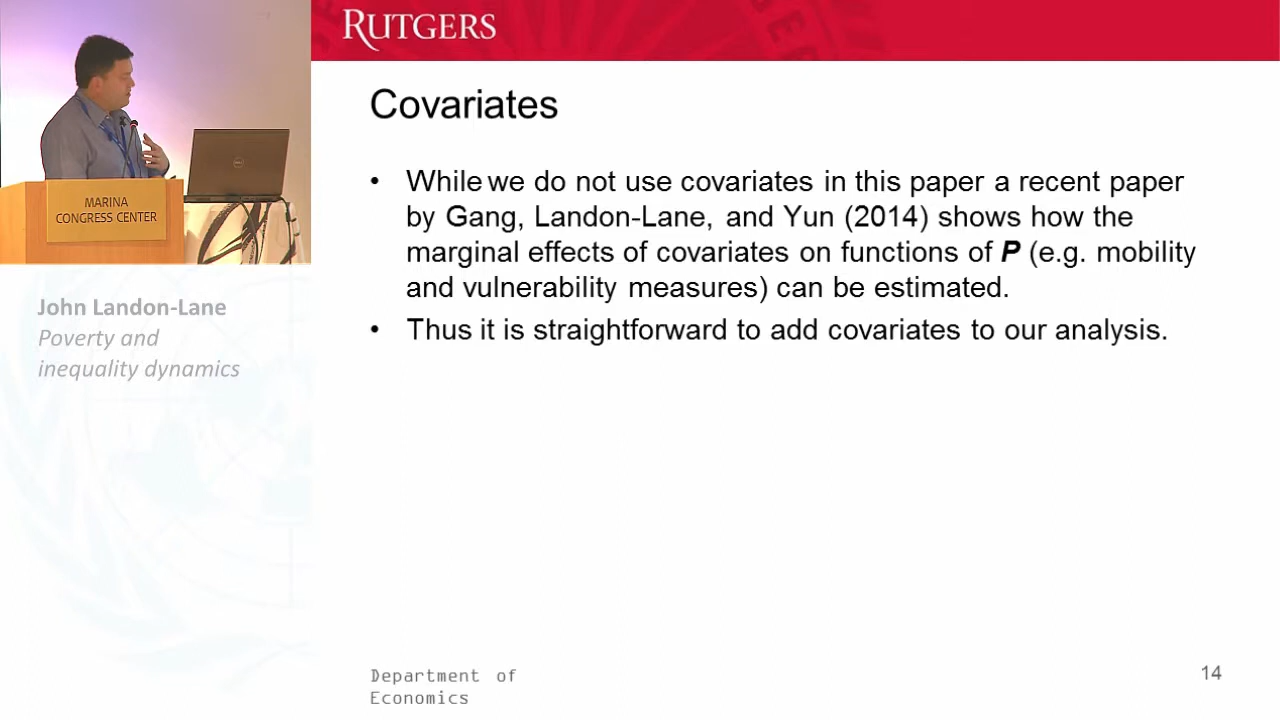 RUTGERS
Covariates
• While we do not use covariates in this paper a recent paper
by Gang, Landon-Lane, and Yun (2014) shows how the
marginal effects of covariates on functions of P (e.g. mobility
and vulnerability measures) can be estimated.
• Thus it is straightforward to add covariates to our analysis.
MARINA
CONGRESS CENTER
John Landon-Lane
Poverty and
inequality dynamics
Department of
Economics
14